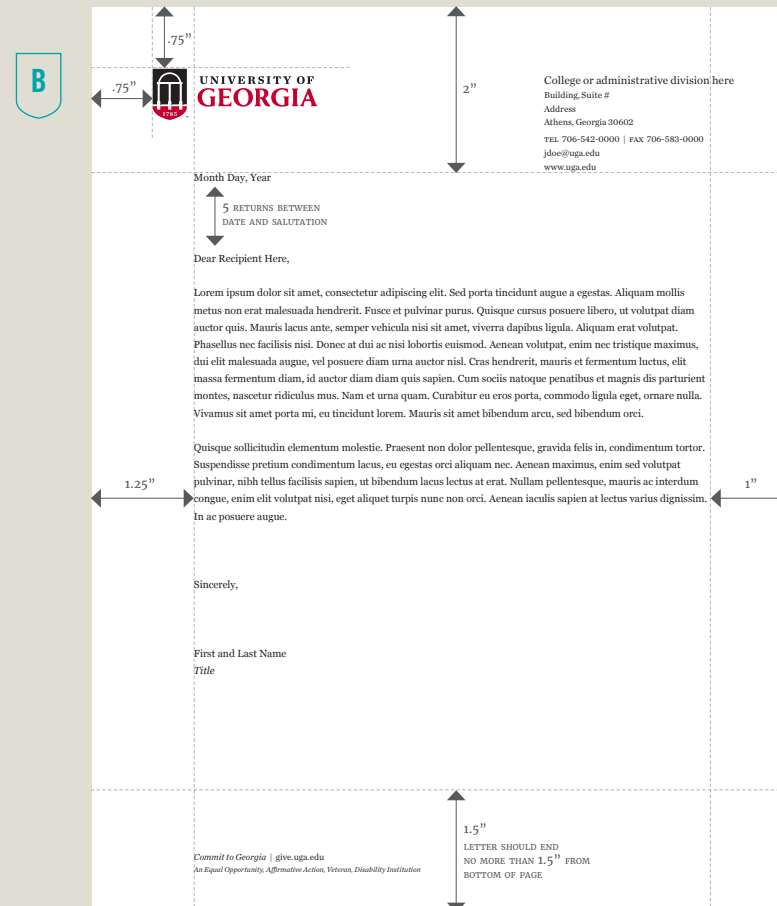 B
.75"
.75"
UNIVERSITY OF
GEORGIA
1785
2"
College or administrative division here
Building, Suite #
Address
Athens, Georgia 30602
TEL 706-542-0000 | FAX 706-583-0000
jdoe@uga.edu
www.uga.edu
Month Day, Year
5 RETURNS BETWEEN
DATE AND SALUTATION
Dear Recipient Here,
Lorem ipsum dolor sit amet, consectetur adipiscing elit. Sed porta tincidunt augue a egestas. Aliquam mollis
metus non erat malesuada hendrerit. Fusce et pulvinar purus. Quisque cursus posuere libero, ut volutpat diam
auctor quis. Mauris lacus ante, semper vehicula nisi sit amet, viverra dapibus ligula. Aliquam erat volutpat.
Phasellus nec facilisis nisi. Donec at dui ac nisi lobortis euismod. Aenean volutpat, enim nec tristique maximus,
dui elit malesuada augue, vel posuere diam urna auctor nisl. Cras hendrerit, mauris et fermentum luctus, elit
massa fermentum diam, id auctor diam diam quis sapien. Cum sociis natoque penatibus et magnis dis parturient
montes, nascetur ridiculus mus. Nam et urna quam. Curabitur eu eros porta, commodo ligula eget, ornare nulla.
Vivamus sit amet porta mi, eu tincidunt lorem. Mauris sit amet bibendum arcu, sed bibendum orci.
Quisque sollicitudin elementum molestie. Praesent non dolor pellentesque, gravida felis in, condimentum tortor.
Suspendisse pretium condimentum lacus, eu egestas orci aliquam nec. Aenean maximus, enim sed volutpat
pulvinar, nibh tellus facilisis sapien, ut bibendum lacus lectus at erat. Nullam pellentesque, mauris ac interdum
congue, enim elit volutpat nisi, eget aliquet turpis nunc non orci. Aenean iaculis sapien at lectus varius dignissim.
In ac posuere augue.
1.25"
1"
Sincerely,
First and Last Name
Title
1.5"
LETTER SHOULD END
NO MORE THAN 1.5" FROM
BOTTOM OF PAGE
Commit to Georgia | give.uga.edu
An Equal Opportunity, Affirmative Action, Veteran, Disability Institution